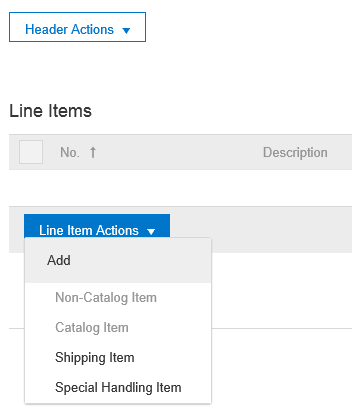 Header Actions
Line Items
No. ↑ Description
Line Item Actions
Add
Non-Catalog Item
Catalog Item
Shipping Item
Special Handling Item